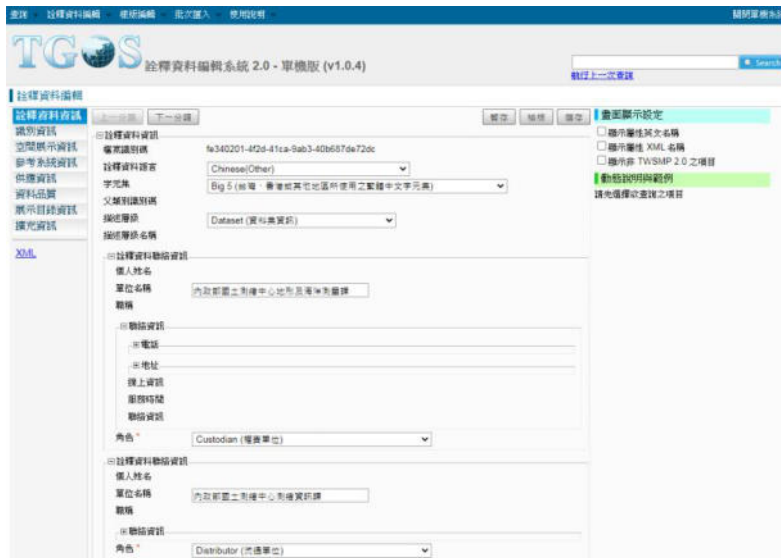 查詢 詮釋資料編輯 樣版編輯 批次匯入 使用說明
關閉單機系統
TGOS 詮釋資料編輯系統 2.0 - 單機版 (v1.0.4)
Search
執行上一次查詢
詮釋資料編輯
詮釋資料資訊
識別資訊
空間展示資訊
參考系統資訊
供應資訊
資料品質
展示目錄資訊
擴充資訊
XML
上一分類 下一分類
暫存 檢核 儲存
詮釋資料資訊
檔案識別碼 fe340201-4f2d-41ca-9ab3-40b687de72dc
詮釋資料語言 Chinese(Other)
字元集 Big 5 (台灣、香港或其他地區所使用之繁體中文字元集)
父類別識別碼
描述層級 Dataset (資料集資訊)
描述層級名稱
詮釋資料聯絡資訊
個人姓名
單位名稱 內政部國土測繪中心地形及海洋測量課
職稱
聯絡資訊
電話
地址
線上資訊
服務時間
聯絡資訊
角色* Custodian (權責單位)
詮釋資料聯絡資訊
個人姓名
單位名稱 內政部國土測繪中心測繪資訊課
職稱
聯絡資訊
角色* Distributor (流通單位)
畫面顯示設定
顯示屬性英文名稱
顯示屬性 XML 名稱
顯示非 TWSMP 2.0 之項目
動態說明與範例
請先選擇欲查詢之項目